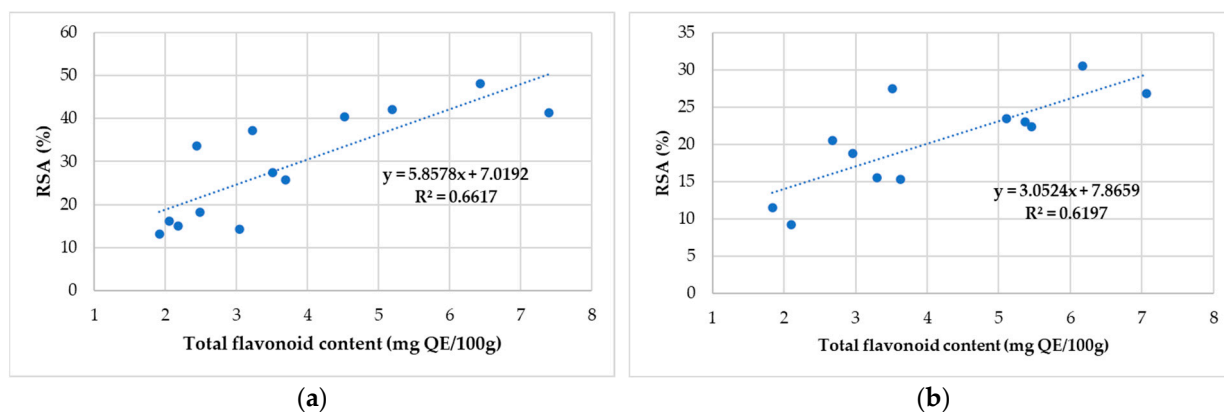 RSA (%)
60
50
40
30
20
10
0
1 2 3 4 5 6 7 8
Total flavonoid content (mg QE/100g)
y = 5.8578x + 7.0192
R² = 0.6617
(a)
RSA (%)
35
30
25
20
15
10
5
0
1 2 3 4 5 6 7 8
Total flavonoid content (mg QE/100g)
y = 3.0524x + 7.8659
R² = 0.6197
(b)